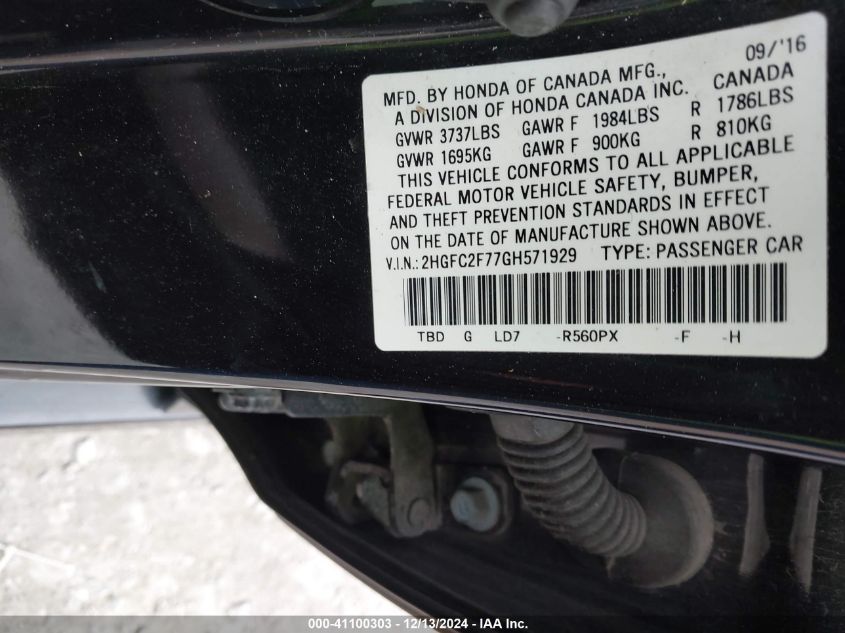 09/'16
MFD. BY HONDA OF CANADA MFG., CANADA
A DIVISION OF HONDA CANADA INC.
GVWR 3737LBS GAWR F 1984LBS R 1786LBS
GVWR 1695KG GAWR F 900KG R 810KG
THIS VEHICLE CONFORMS TO ALL APPLICABLE
FEDERAL MOTOR VEHICLE SAFETY, BUMPER,
AND THEFT PREVENTION STANDARDS IN EFFECT
ON THE DATE OF MANUFACTURE SHOWN ABOVE.
V.I.N.: 2HGFC2F77GH571929 TYPE: PASSENGER CAR
TBD G LD7 -R560PX -F -H
000-41100303 - 12/13/2024 - IAA Inc.